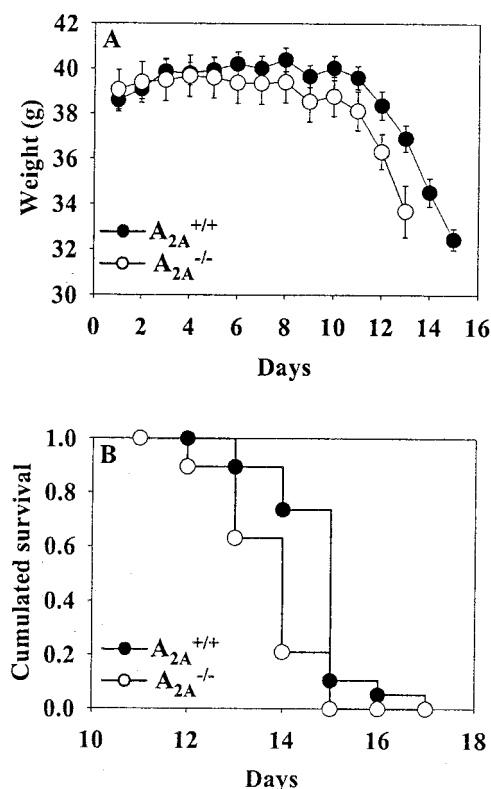 42
A
40
38
36
34
32
30
Weight (g)
A2A+/+
A2A-/-
0 2 4 6 8 10 12 14 16
Days
1.0
B
0.8
0.6
0.4
0.2
0.0
Cumulated survival
A2A+/+
A2A-/-
10 12 14 16 18
Days